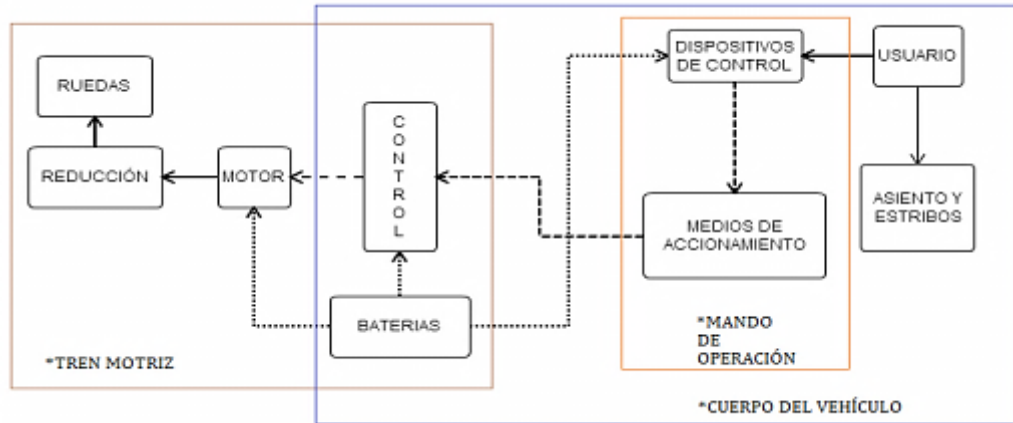 DISPOSITIVOS
DE CONTROL
USUARIO
RUEDAS
CONTROL
REDUCCIÓN
MOTOR
ASIENTO Y
ESTRIBOS
MEDIOS DE
ACCIONAMIENTO
BATERIAS
*MANDO
DE
OPERACIÓN
*TREN MOTRIZ
*CUERPO DEL VEHÍCULO